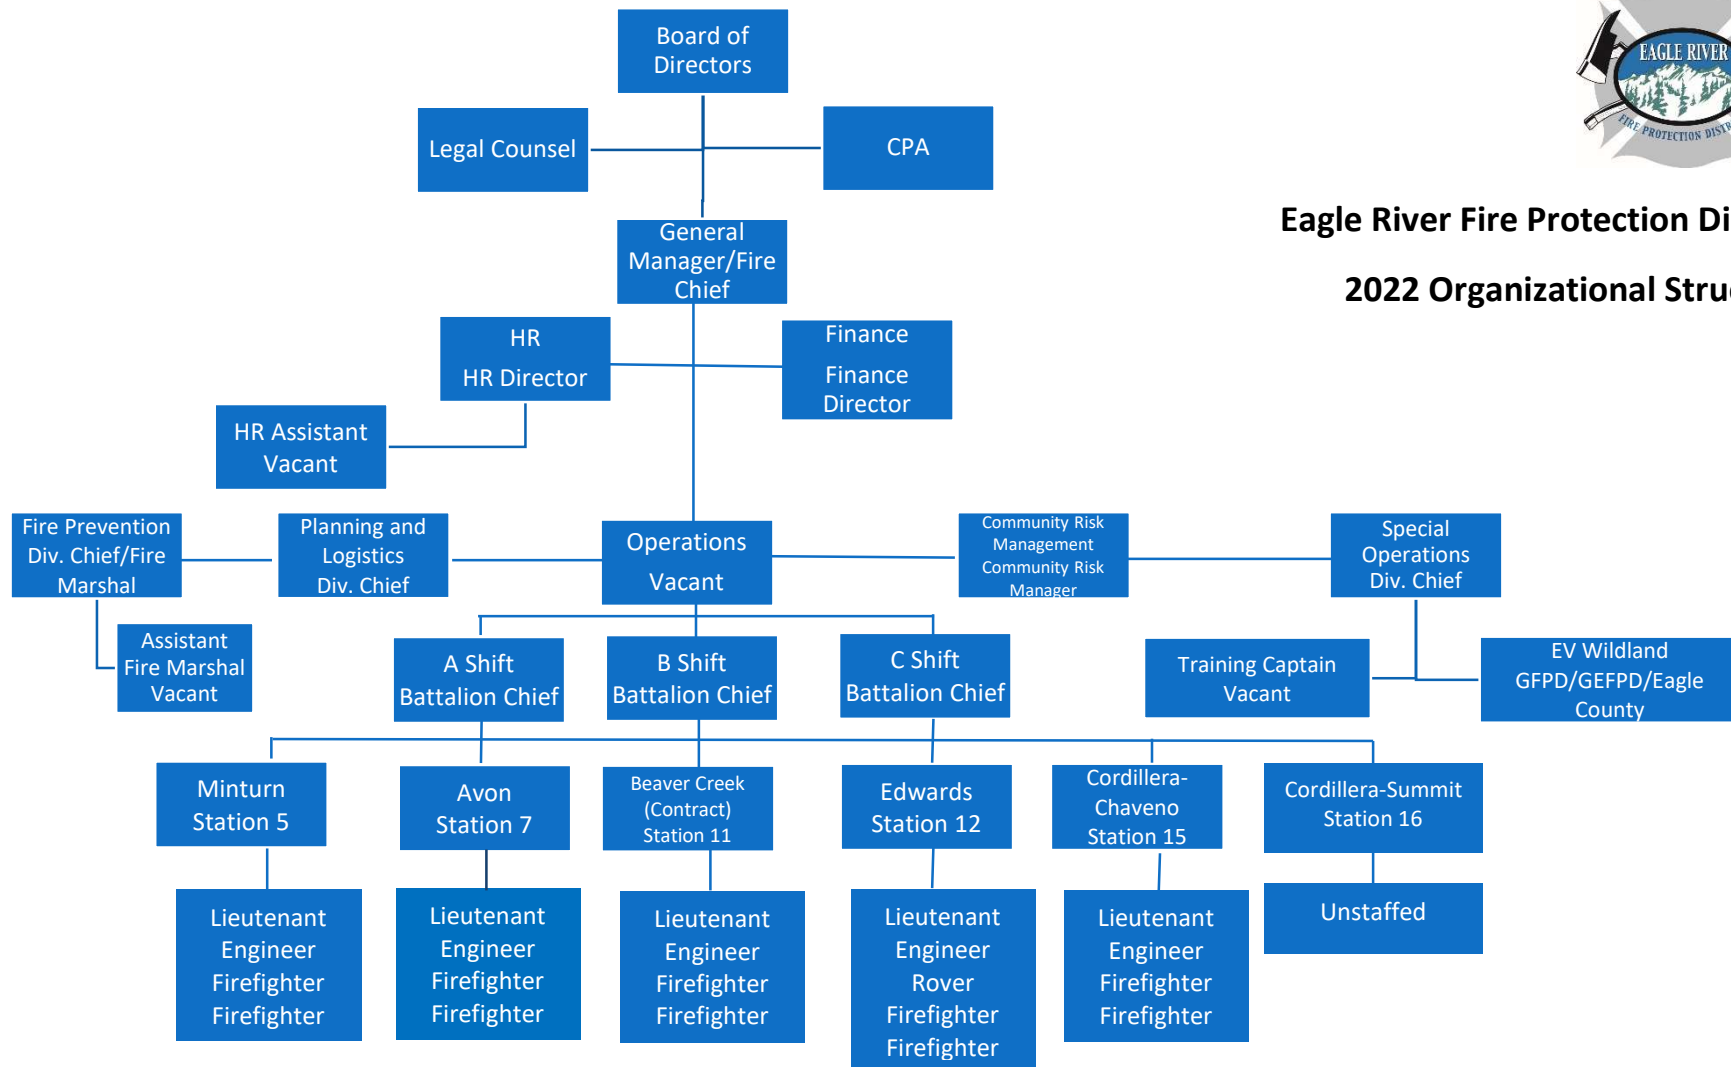 Board of
Directors
EAGLE RIVER
FIRE PROTECTION
Legal Counsel
CPA
Eagle River Fire Protection
2022 Organizational
General
Manager/Fire
Chief
HR
HR Director
Finance
Finance
Director
HR Assistant
Vacant
Fire Prevention
Div. Chief/Fire
Marshal
Planning and
Logistics
Div. Chief
Operations
Vacant
Community Risk
Management
Community Risk
Manager
Special
Operations
Div. Chief
Assistant
Fire Marshal
Vacant
A Shift
Battalion Chief
B Shift
Battalion Chief
C Shift
Battalion Chief
Training Captain
Vacant
EV Wildland
GFPD/GEFPD/Eagle
County
Minturn
Station 5
Avon
Station 7
Beaver Creek
(Contract)
Station 11
Edwards
Station 12
Cordillera-
Chaveno
Station 15
Cordillera-Summit
Station 16
Lieutenant
Engineer
Firefighter
Firefighter
Lieutenant
Engineer
Firefighter
Firefighter
Lieutenant
Engineer
Firefighter
Firefighter
Lieutenant
Engineer
Rover
Firefighter
Firefighter
Lieutenant
Engineer
Firefighter
Firefighter
Unstaffed